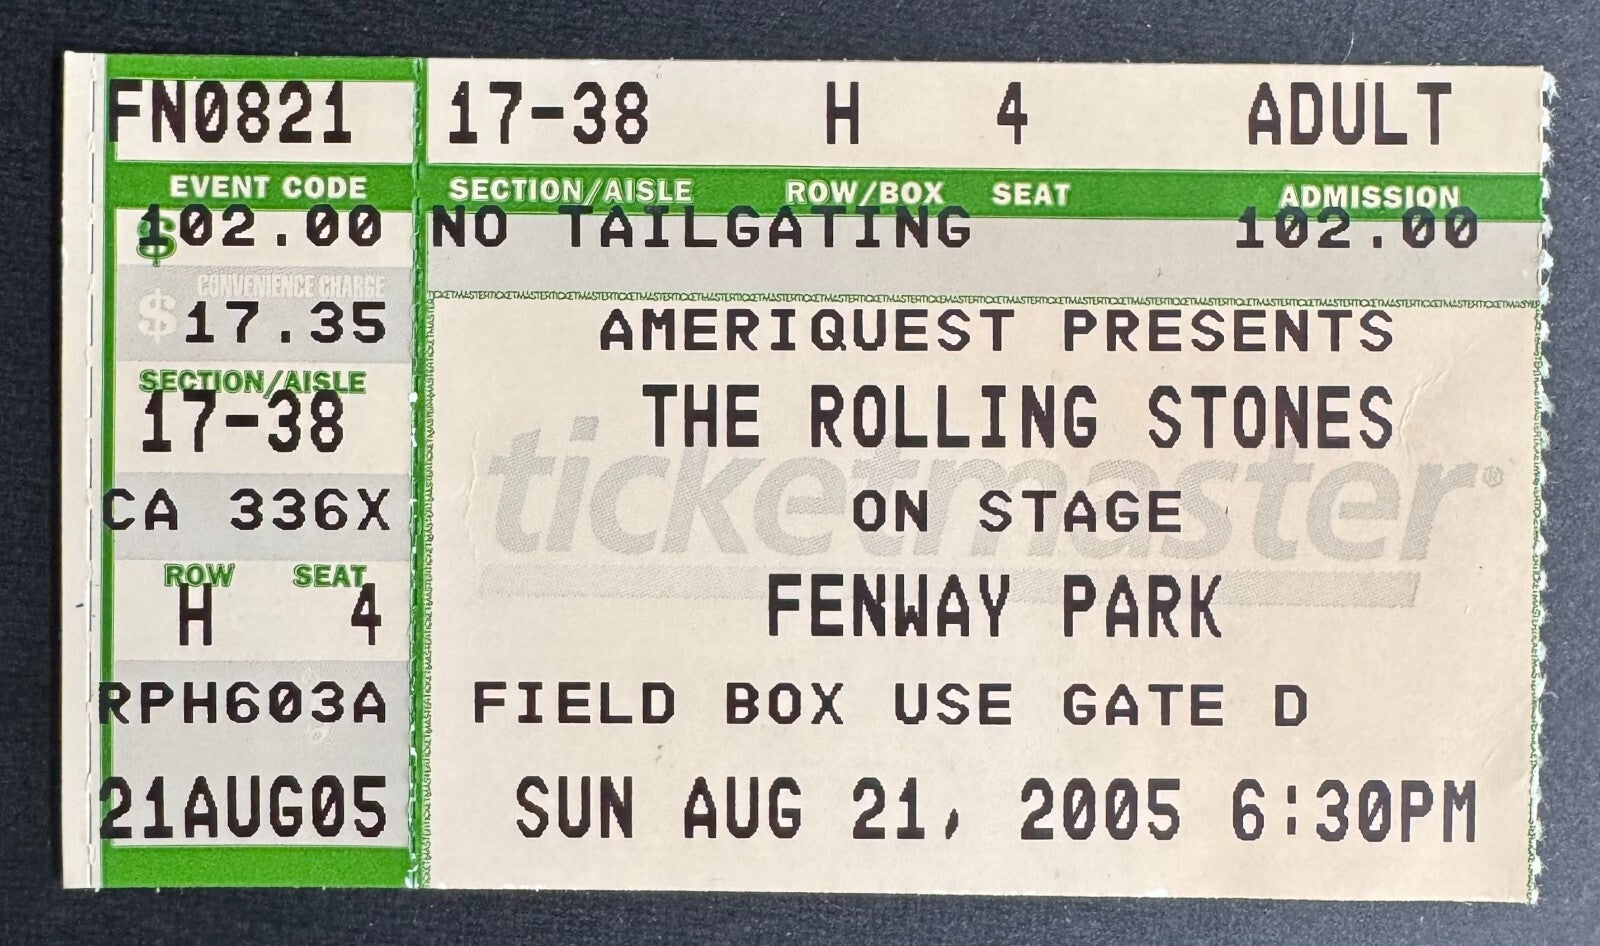 FN0821
EVENT CODE
$ 102.00
CONVENIENCE CHARGE
$ 17.35
SECTION/AISLE
17-38
CA 336X
ROW SEAT
H 4
RPH603A
21AUG05
17-38 H 4 ADULT
SECTION/AISLE ROW/BOX SEAT ADMISSION
NO TAILGATING 102.00
TICKETMASTERTICKETMASTERTICKETMASTER
AMERIQUEST PRESENTS
THE ROLLING STONES
ticketmaster®
ON STAGE
FENWAY PARK
FIELD BOX USE GATE D
SUN AUG 21, 2005 6:30PM